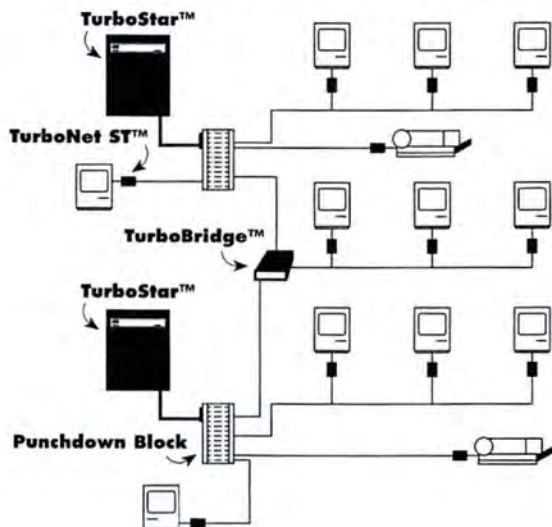 TurboStar™
TurboNet ST™
TurboBridge™
TurboStar™
Punchdown Block